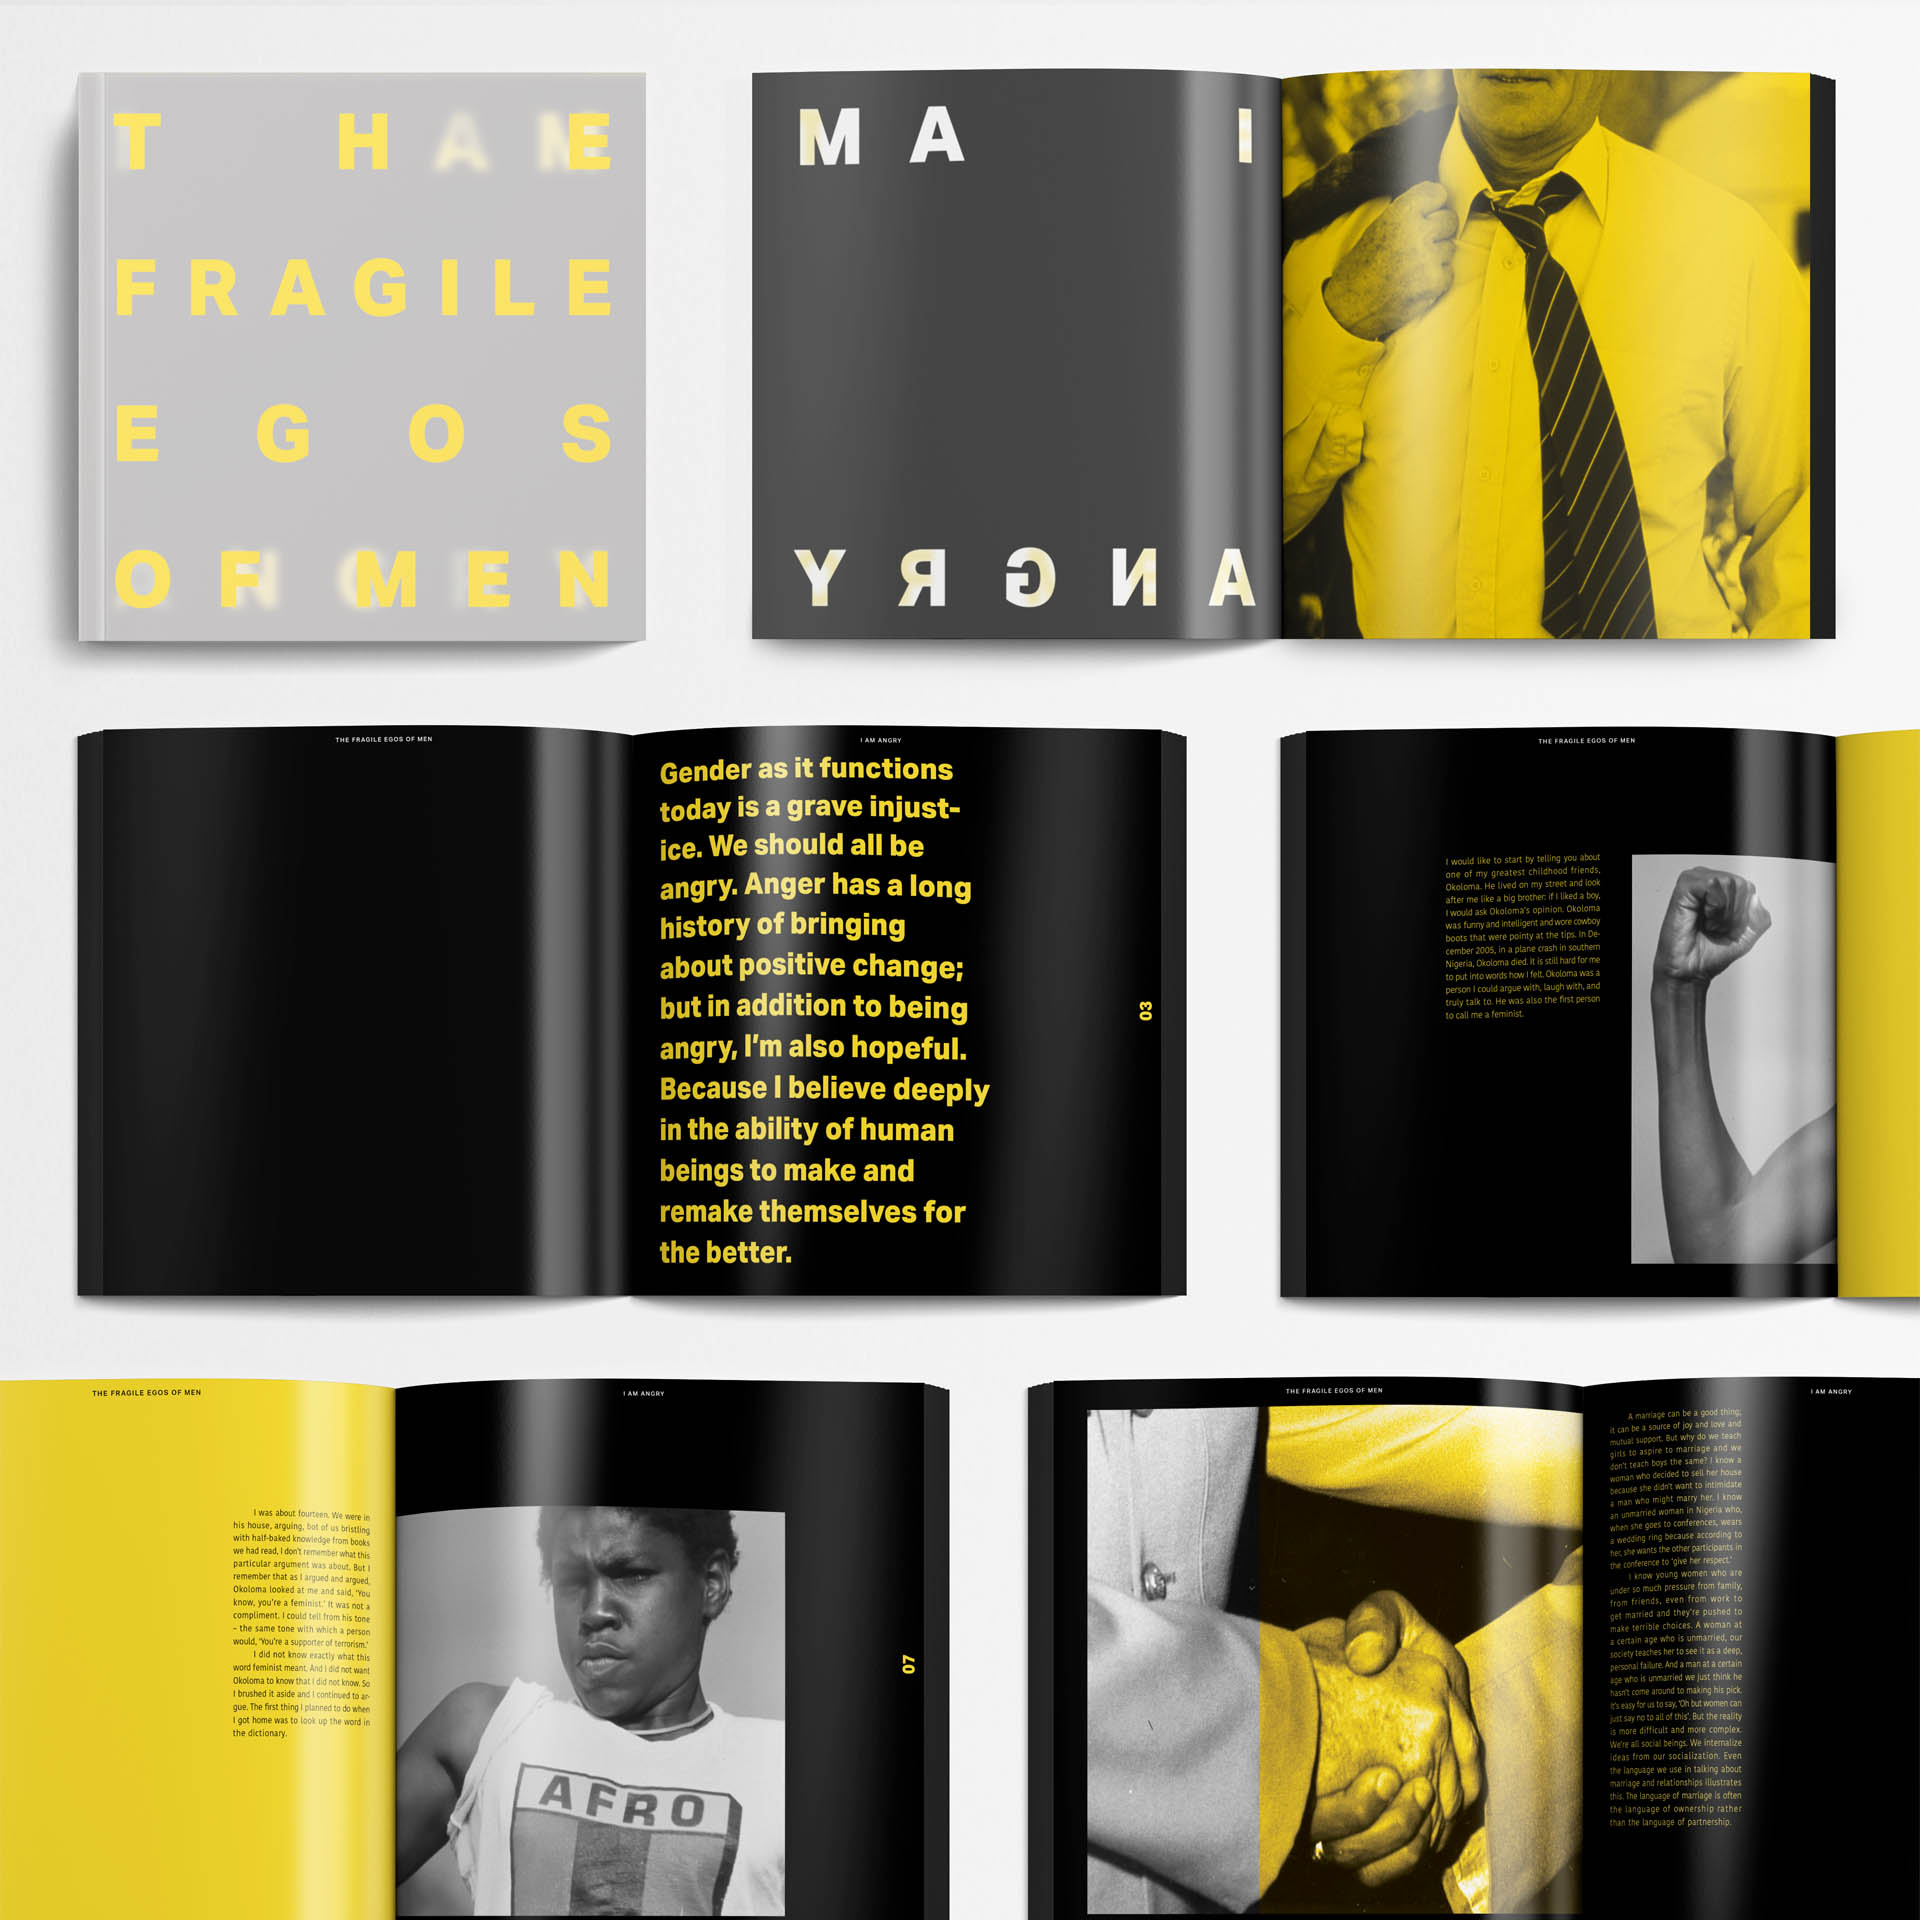 THE
FRAGILE
EGOS
OF MEN
MA I
YRGNA
THE FRAGILE EGOS OF MEN
I AM ANGRY
Gender as it functions
today is a grave injust-
ice. We should all be
angry. Anger has a long
history of bringing
about positive change;
but in addition to being
angry, I'm also hopeful.
Because I believe deeply
in the ability of human
beings to make and
remake themselves for
the better.
03
THE FRAGILE EGOS OF MEN
I would like to start by telling you about
one of my greatest childhood friends,
Okoloma. He lived on my street and look
after me like a big brother: if I liked a boy,
I would ask Okoloma's opinion. Okoloma
was funny and intelligent and wore cowboy
boots that were pointy at the tips. In De-
cember 2005, in a plane crash in southern
Nigeria, Okoloma died. It is still hard for me
to put into words how I felt. Okoloma was a
person I could argue with, laugh with, and
truly talk to. He was also the first person
to call me a feminist.
THE FRAGILE EGOS OF MEN
I AM ANGRY
I was about fourteen. We were in
his house, arguing, bot of us bristling
with half-baked knowledge from books
we had read, I don't remember what this
particular argument was about. But I
remember that as I argued and argued,
Okoloma looked at me and said, 'You
know, you're a feminist.' It was not a
compliment. I could tell from his tone
– the same tone with which a person
would, 'You're a supporter of terrorism.'
I did not know exactly what this
word feminist meant. And I did not want
Okoloma to know that I did not know. So
I brushed it aside and I continued to ar-
gue. The first thing I planned to do when
I got home was to look up the word in
the dictionary.
AFRO
07
THE FRAGILE EGOS OF MEN
I AM ANGRY
A marriage can be a good thing;
it can be a source of joy and love and
mutual support. But why do we teach
girls to aspire to marriage and we
don't teach boys the same? I know a
woman who decided to sell her house
because she didn't want to intimidate
a man who might marry her. I know
an unmarried woman in Nigeria who,
when she goes to conferences, wears
a wedding ring because according to
her, she wants the other participants in
the conference to 'give her respect.'
I know young women who are
under so much pressure from family,
from friends, even from work to
get married and they're pushed to
make terrible choices. A woman at
a certain age who is unmarried, our
society teaches her to see it as a deep,
personal failure. And a man at a certain
age who is unmarried we just think he
hasn't come around to making his pick.
It's easy for us to say, 'Oh but women can
just say no to all of this'. But the reality
is more difficult and more complex.
We're all social beings. We internalize
ideas from our socialization. Even
the language we use in talking about
marriage and relationships illustrates
this. The language of marriage is often
the language of ownership rather
than the language of partnership.